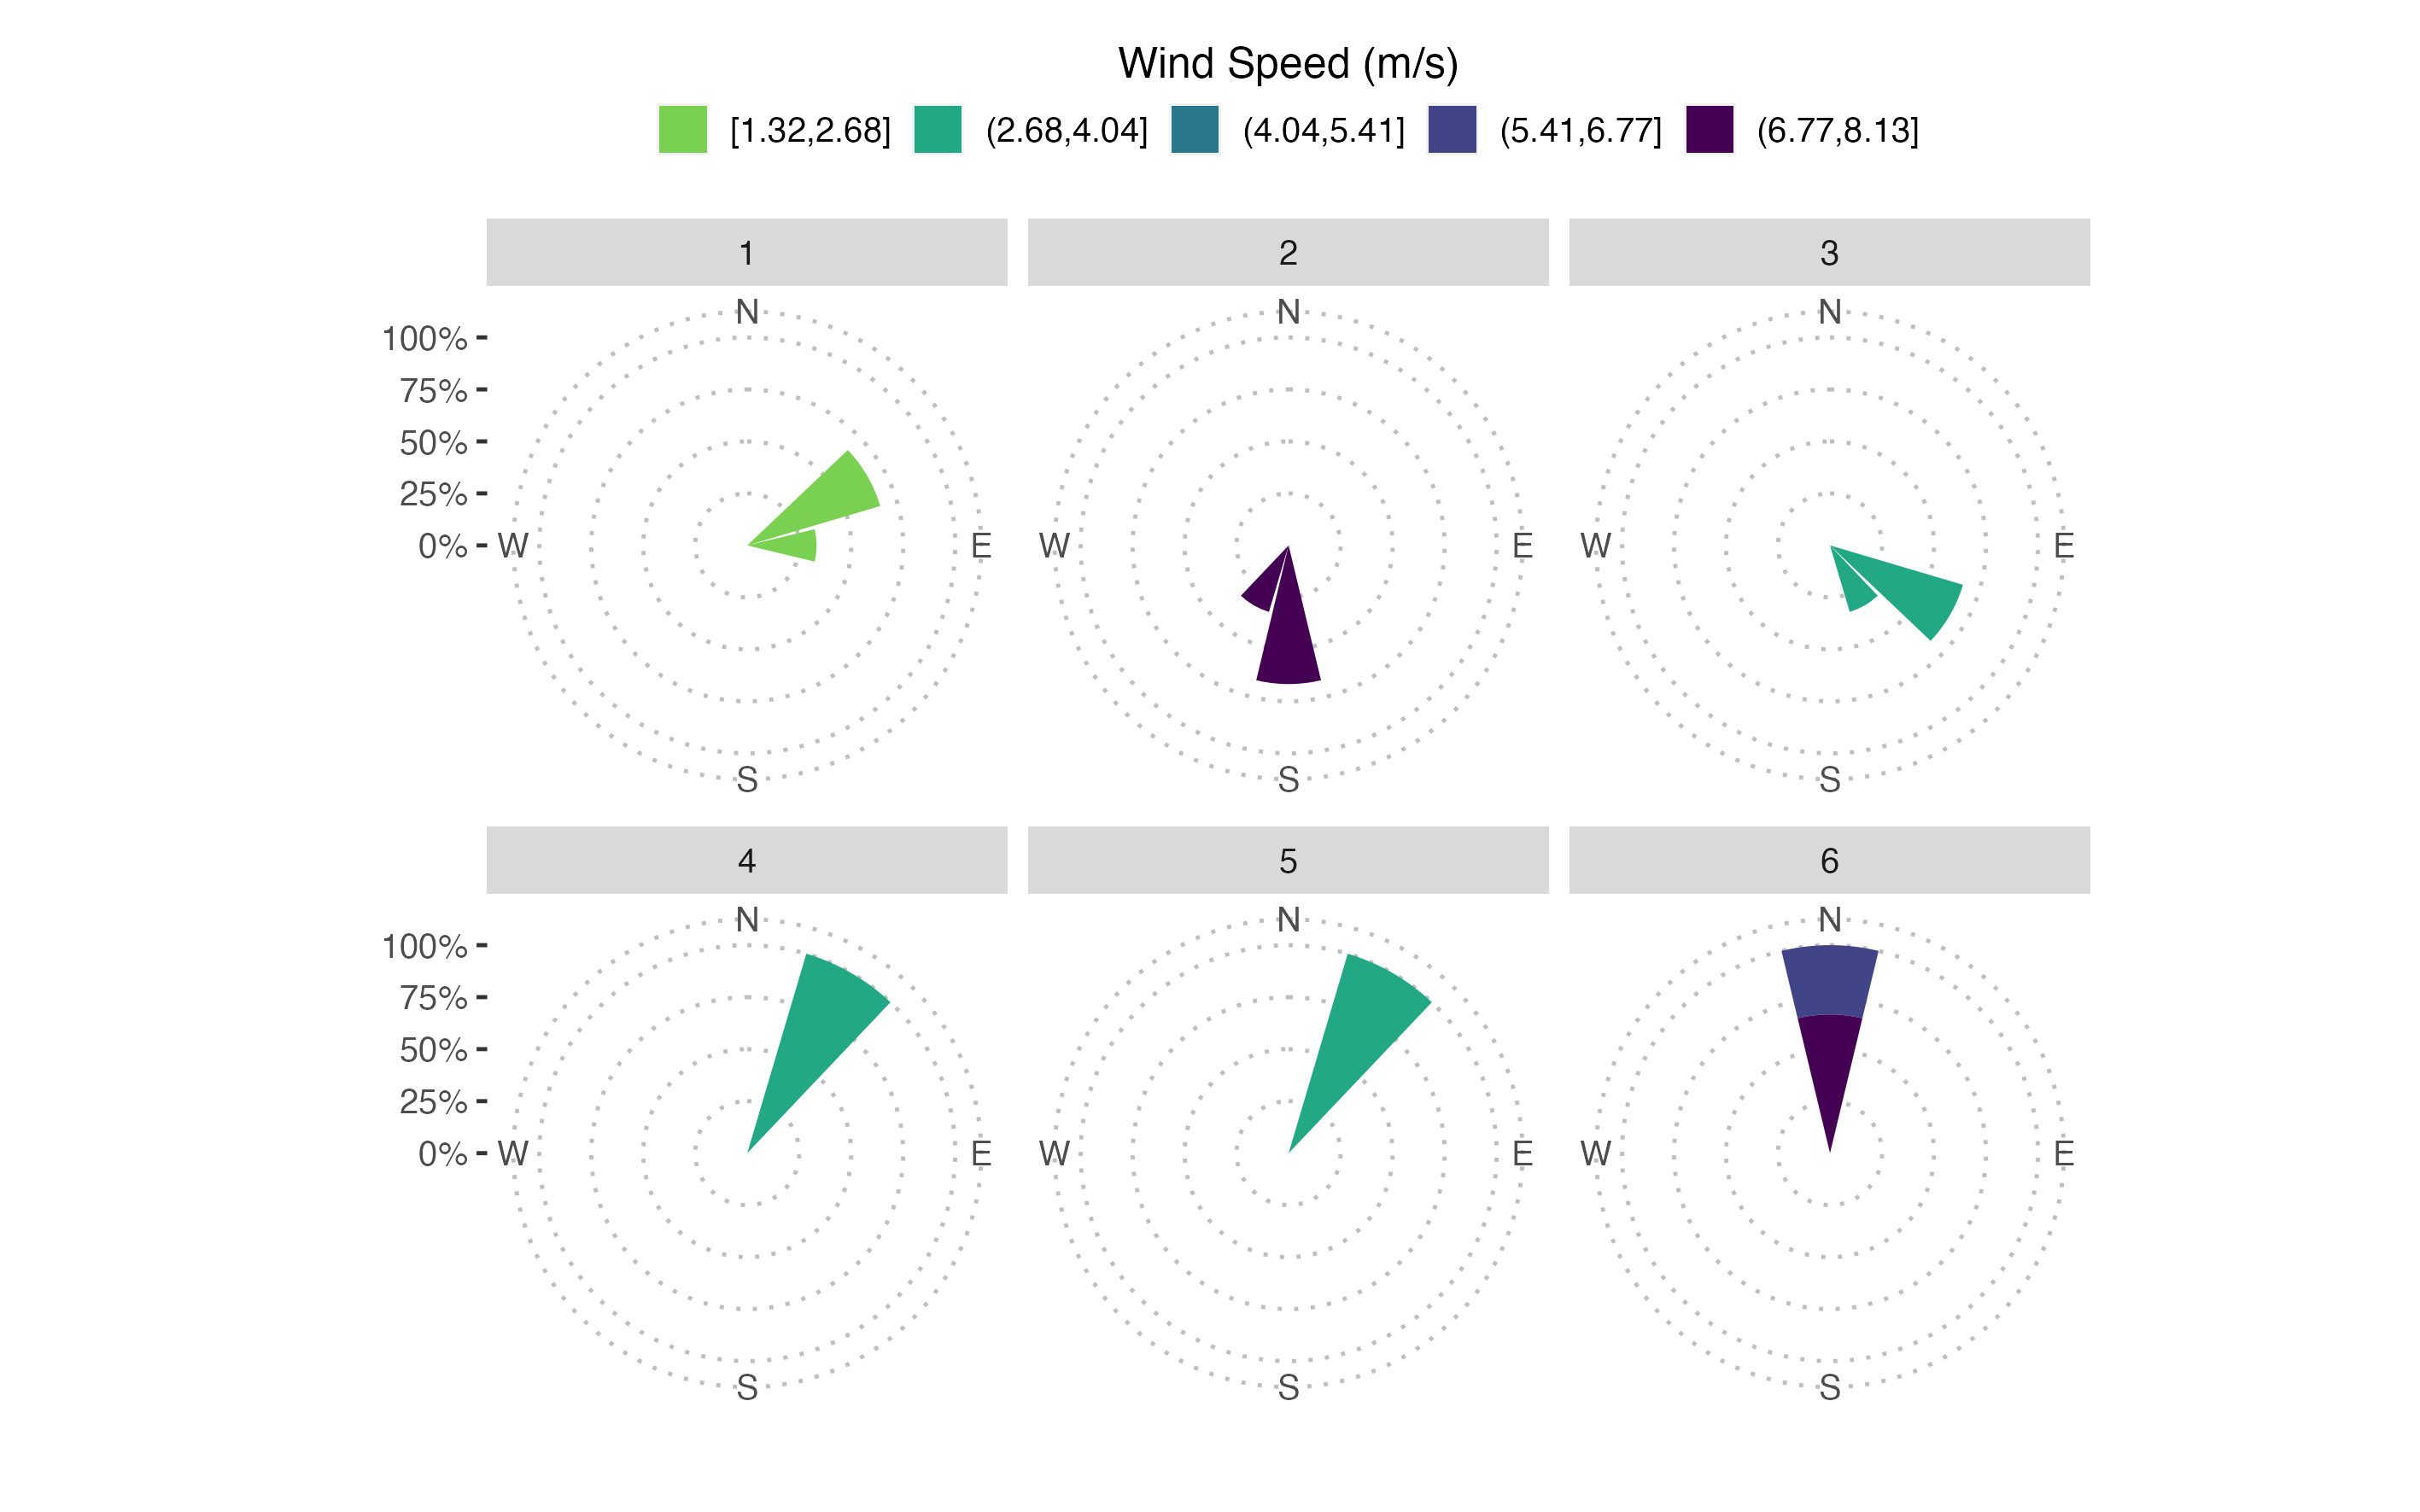 Wind Speed (m/s)
[1.32,2.68] (2.68,4.04] (4.04,5.41] (5.41,6.77] (6.77,8.13]
1 2 3
N N N
100%
75%
50%
25%
0% W E W E W E
S S S
4 5 6
N N N
100%
75%
50%
25%
0% W E W E W E
S S S